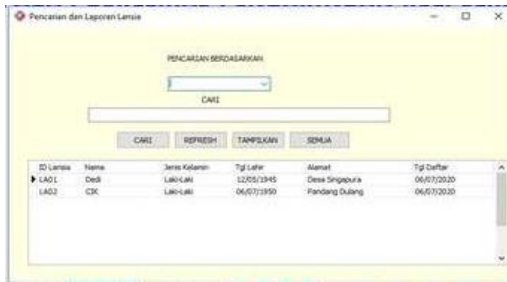 Pencarian dan Laporan Lansia
PENCARIAN BERDASARKAN
CARI
CARI REFRESH TAMPILKAN SEMUA
ID Lansia Nama Jenis Kelamin Tgl Lahir Alamat Tgl Daftar
LA01 Dedi Laki-Laki 12/05/1945 Desa Singapura 06/07/2020
LA02 CIK Laki-Laki 06/07/1950 Pandang Dulang 06/07/2020